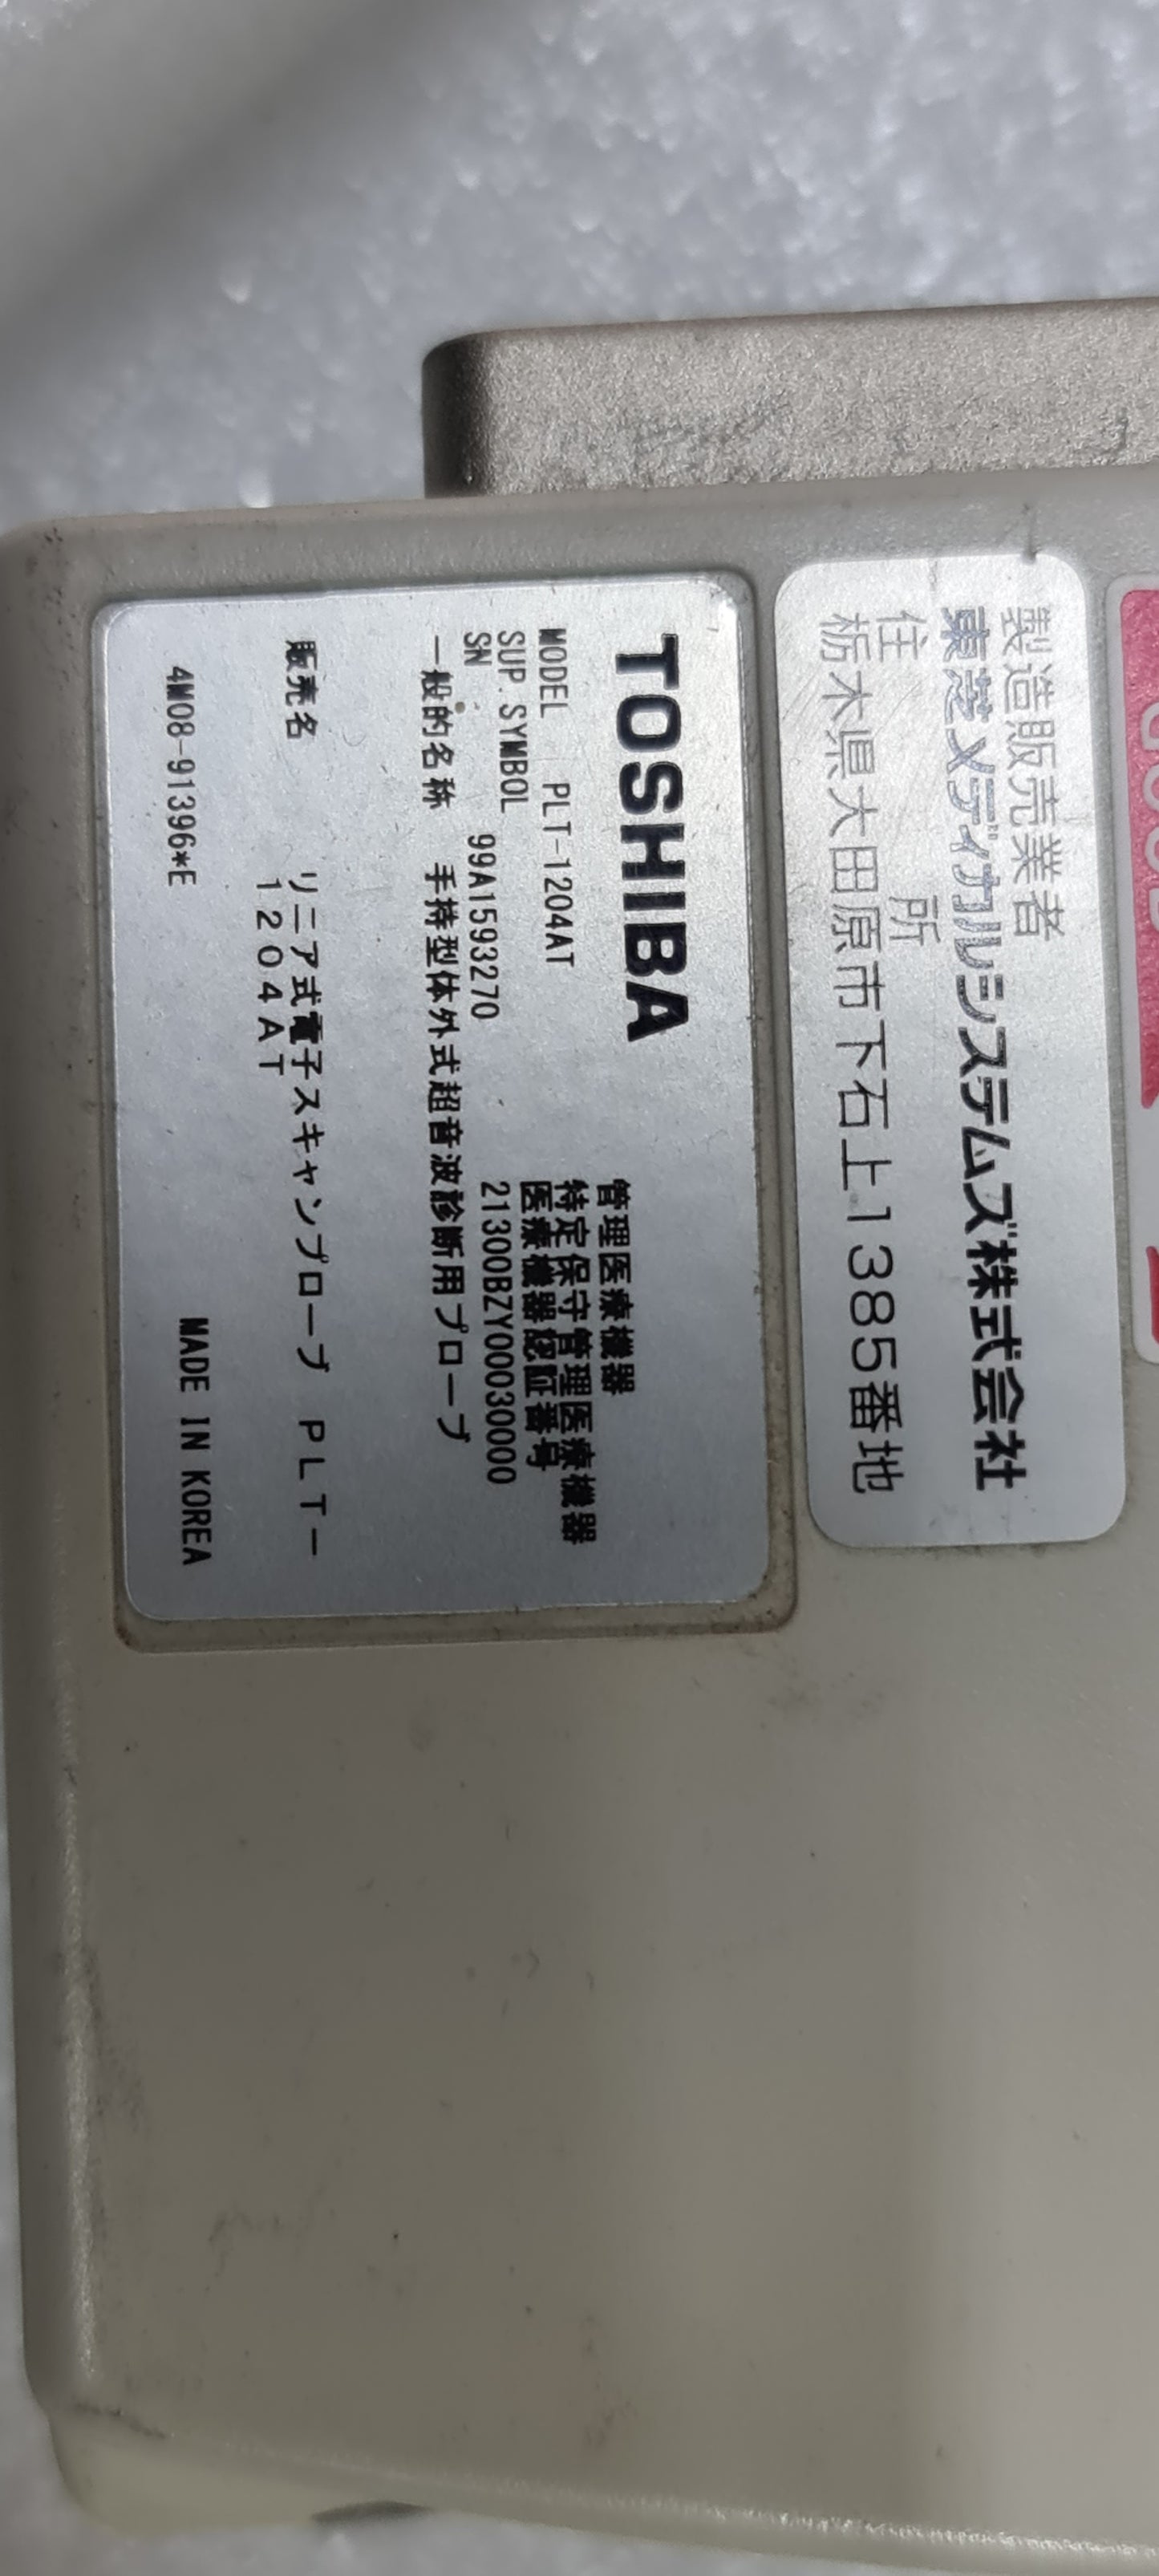 製造販売業者
東芝メディカルシステムズ株式会社
住　　　所
栃木県大田原市下石上1385番地
TOSHIBA
管理医療機器
MODEL PLT-1204AT
特定保守管理医療機器
SUP.SYMBOL
医療機器認証番号
SN 99A1593270
21300BZY00030000
一般的名称 手持型体外式超音波診断用プローブ
販売名 リニア式電子スキャンプローブ PLT-
1204AT
4M08-91396*E
MADE IN KOREA